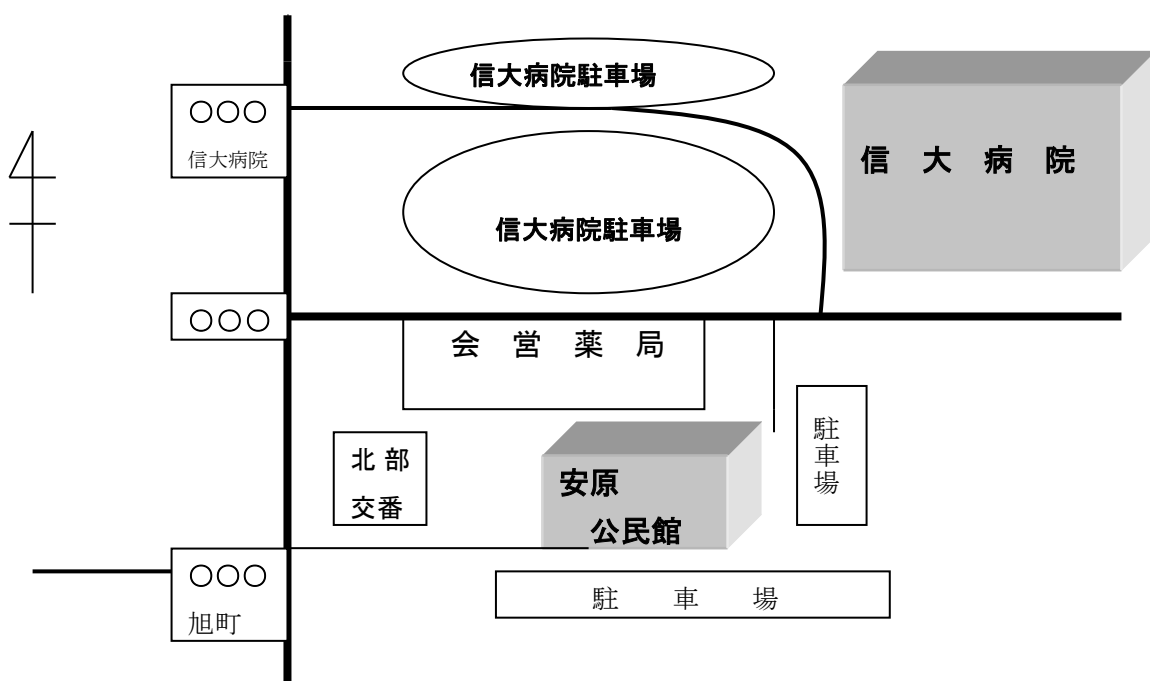 信大病院駐車場
○○○
信大病院
信大病院
信大病院駐車場
○○○
会営薬局
駐車場
北部
交番
安原
公民館
○○○
旭町
駐車場